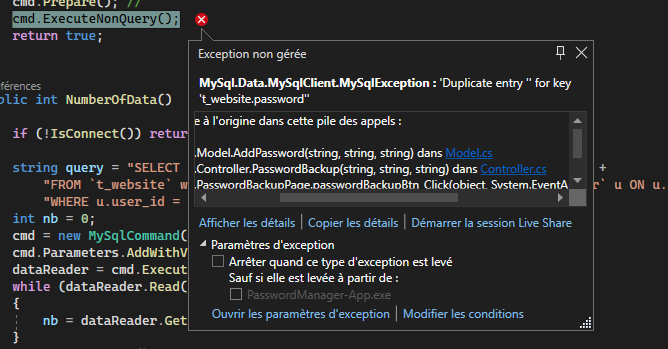 cmd.Prepare(); //
cmd.ExecuteNonQuery();
return true;
Exception non gérée
MySql.Data.MySqlClient.MySqlException : 'Duplicate entry '' for key
't_website.password''
références
blic int NumberOfData()
e à l'origine dans cette pile des appels :
if (!IsConnect()) retur
.Model.AddPassword(string, string, string) dans Model.cs
string query = "SELECT
.Controller.PasswordBackup(string, string, string) dans Controller.cs
+
"FROM `t_website` w
.PasswordBackupPage.passwordBackupBtn_Click(object, System.EventA
r` u ON u.
"WHERE u.user_id =
int nb = 0;
Afficher les détails | Copier les détails | Démarrer la session Live Share
cmd = new MySqlCommand(
Paramètres d'exception
cmd.Parameters.AddWithV
Arrêter quand ce type d'exception est levé
dataReader = cmd.Execut
Sauf si elle est levée à partir de :
while (dataReader.Read(
PasswordManager-App.exe
{
Ouvrir les paramètres d'exception | Modifier les conditions
nb = dataReader.Get
}